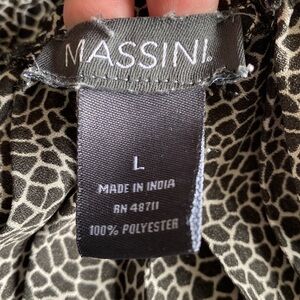 MASSINI
L
MADE IN INDIA
RN 48711
100% POLYESTER